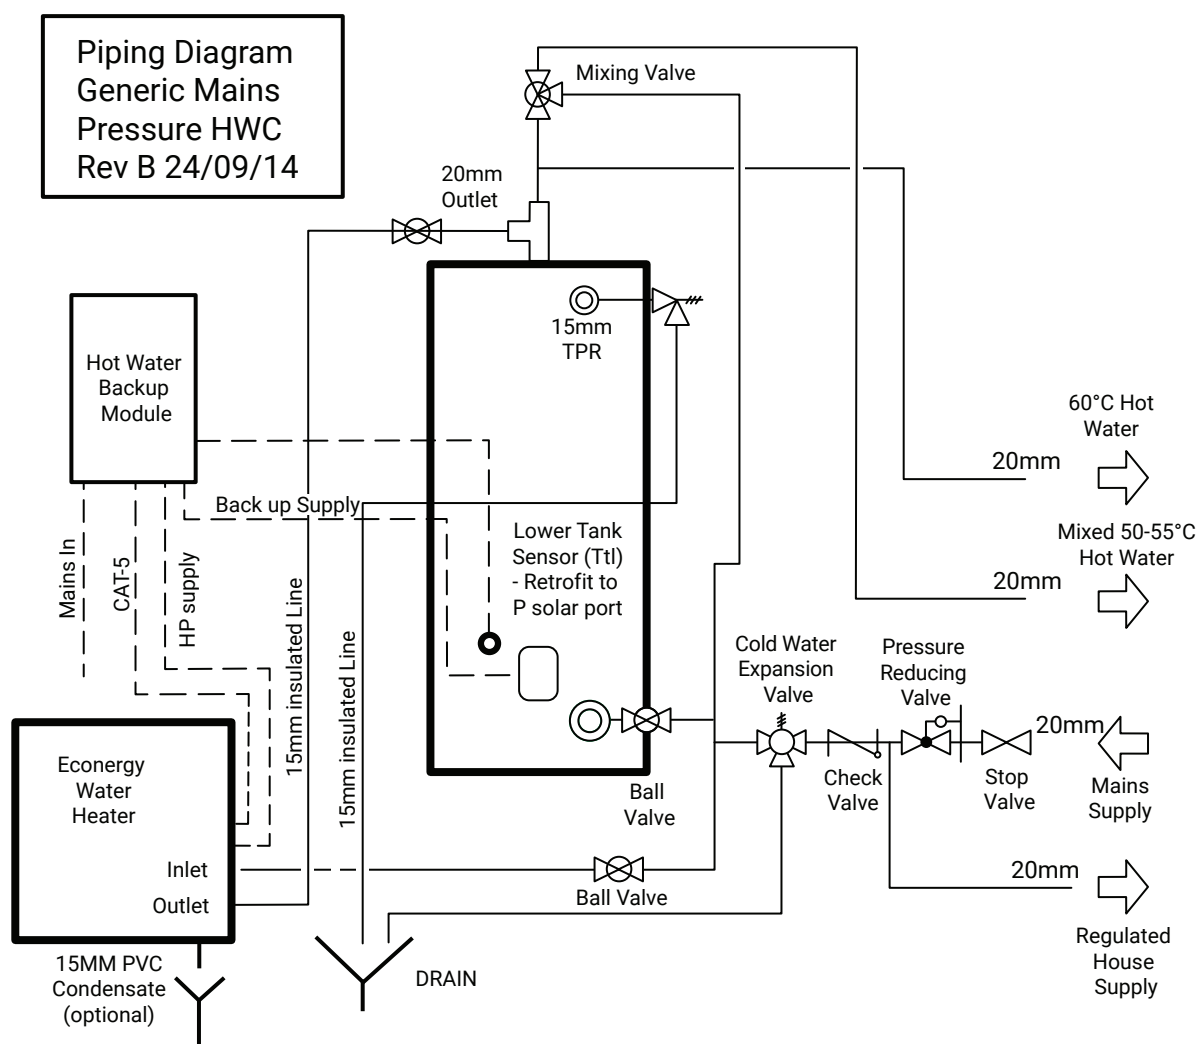 Piping Diagram
Generic Mains
Pressure HWC
Rev B 24/09/14
Mixing Valve
20mm
Outlet
15mm
TPR
Hot Water
Backup
Module
60°C Hot
Water
20mm
Back up Supply
Mixed 50-55°C
Hot Water
20mm
Lower Tank
Sensor (Ttl)
- Retrofit to
P solar port
Mains In
CAT-5
HP supply
15mm insulated Line
15mm insulated Line
Cold Water
Expansion
Valve
Pressure
Reducing
Valve
20mm
Econergy
Water
Heater
Ball
Valve
Check
Valve
Stop
Valve
Mains
Supply
Inlet
Outlet
Ball Valve
20mm
Regulated
House
Supply
15MM PVC
Condensate
(optional)
DRAIN